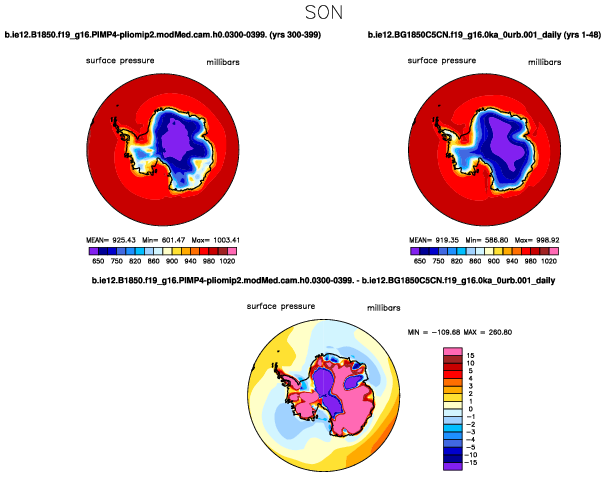 SON
b.ie12.B1850.f19_g16.PIMP4-pliomip2.modMed.cam.h0.0300-0399. (yrs 300-399)
b.ie12.BG1850C5CN.f19_g16.0ka_0urb.001_daily (yrs 1-48)
surface pressure millibars
surface pressure millibars
MEAN= 925.43 Min= 601.47 Max= 1003.41
MEAN= 919.35 Min= 586.80 Max= 998.92
650 750 820 860 900 940 980 1020
650 750 820 860 900 940 980 1020
b.ie12.B1850.f19_g16.PIMP4-pliomip2.modMed.cam.h0.0300-0399. - b.ie12.BG1850C5CN.f19_g16.0ka_0urb.001_daily
surface pressure millibars
MIN = -109.68 MAX = 260.80
15
10
5
4
3
2
1
0
-1
-2
-3
-4
-5
-10
-15